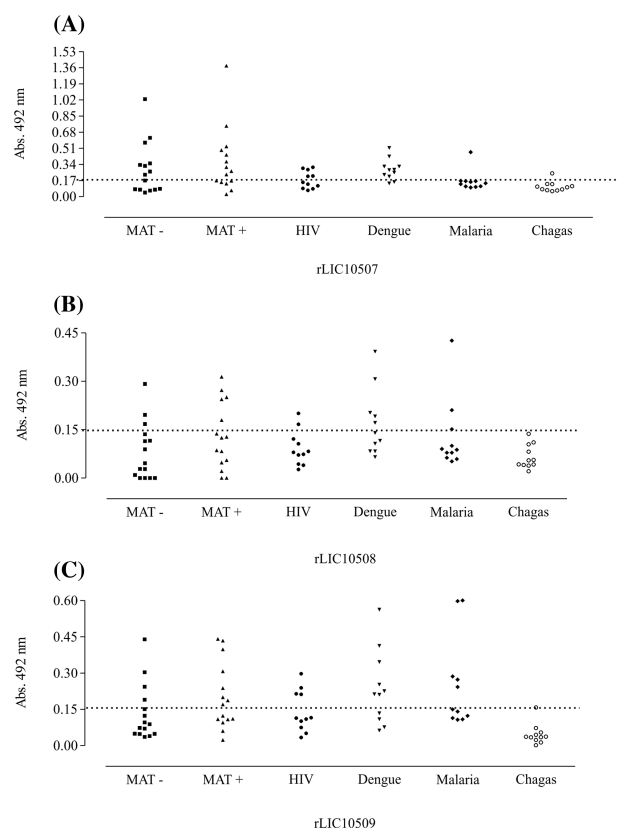 (A)
Abs. 492 nm
1.53
1.36
1.19
1.02
0.85
0.68
0.51
0.34
0.17
0.00
MAT - MAT + HIV Dengue Malaria Chagas
rLIC10507
(B)
Abs. 492 nm
0.45
0.30
0.15
0.00
MAT - MAT + HIV Dengue Malaria Chagas
rLIC10508
(C)
Abs. 492 nm
0.60
0.45
0.30
0.15
0.00
MAT - MAT + HIV Dengue Malaria Chagas
rLIC10509